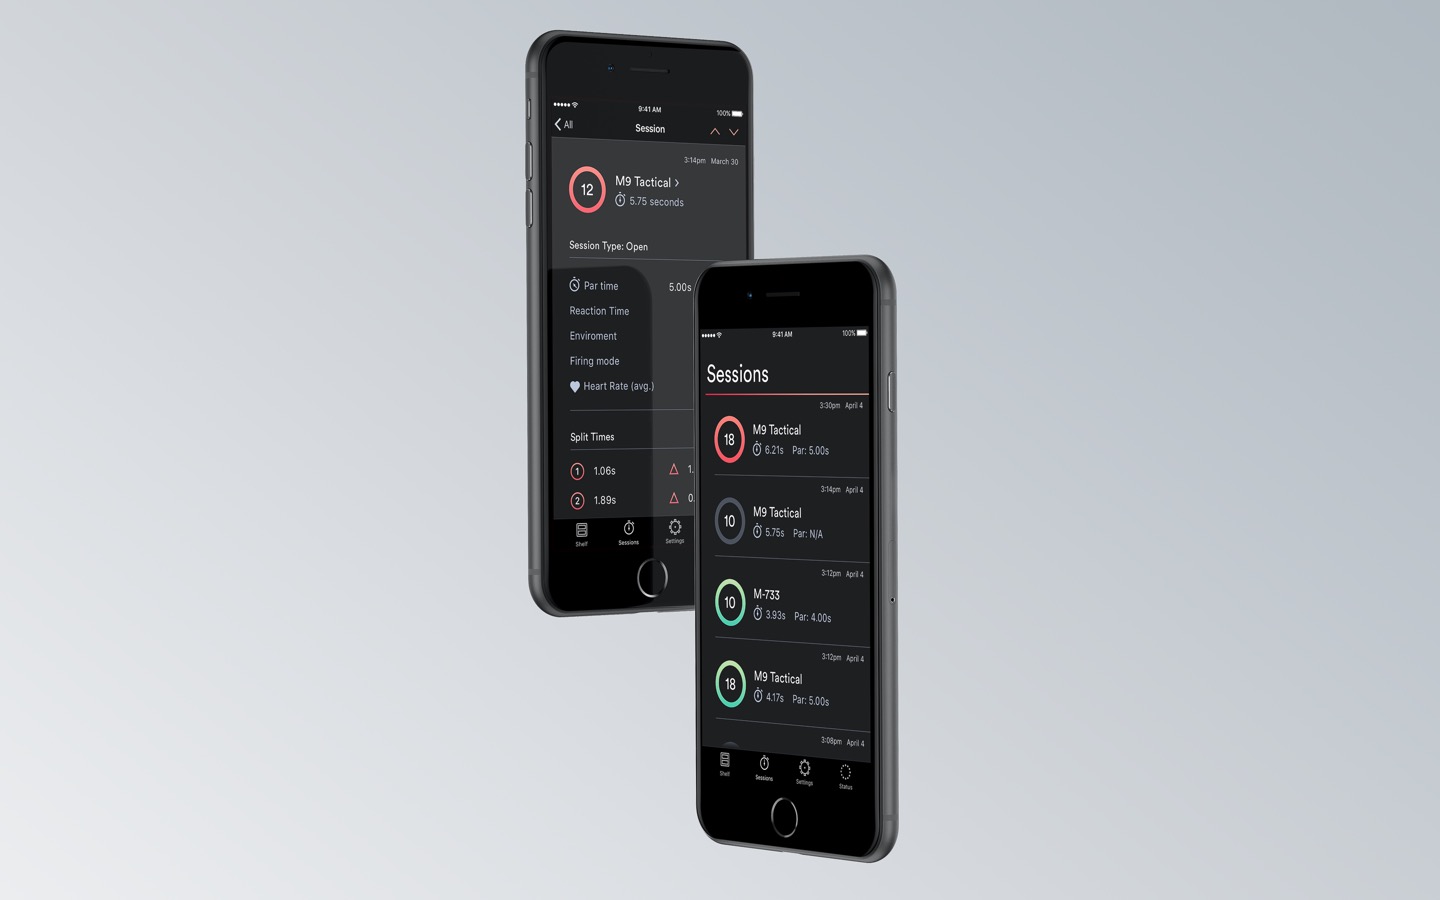 9:41 AM
100%
All
Session
3:14pm March 30
12
M9 Tactical
5.75 seconds
Session Type: Open
Par time 5.00s
Reaction Time
Enviroment
Firing mode
Heart Rate (avg.)
Split Times
1 1.06s 1.
2 1.89s 0.
Shelf Sessions Settings
9:41 AM 100%
Sessions
3:30pm April 4
18
M9 Tactical
6.21s Par: 5.00s
3:14pm April 4
10
M9 Tactical
5.75s Par: N/A
3:12pm April 4
10
M-733
3.93s Par: 4.00s
3:12pm April 4
18
M9 Tactical
4.17s Par: 5.00s
3:08pm April 4
Shelf Sessions Settings Status